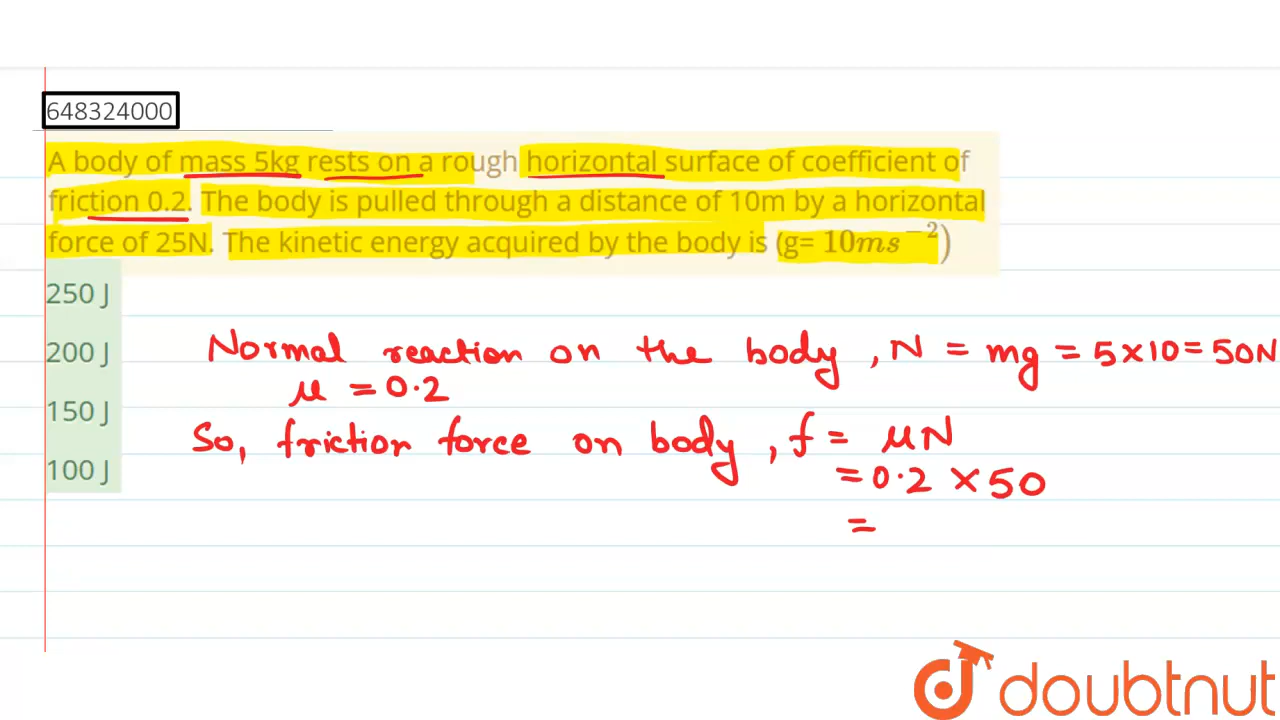 648324000
A body of mass 5kg rests on a rough horizontal surface of coefficient of
friction 0.2. The body is pulled through a distance of 10m by a horizontal
force of 25N. The kinetic energy acquired by the body is (g= 10ms⁻²)
250 J
200 J
150 J
100 J
Normal reaction on the body, N = mg = 5×10=50N
μ = 0.2
So, friction force on body, f = μN
= 0.2 × 50
=
doubtnut